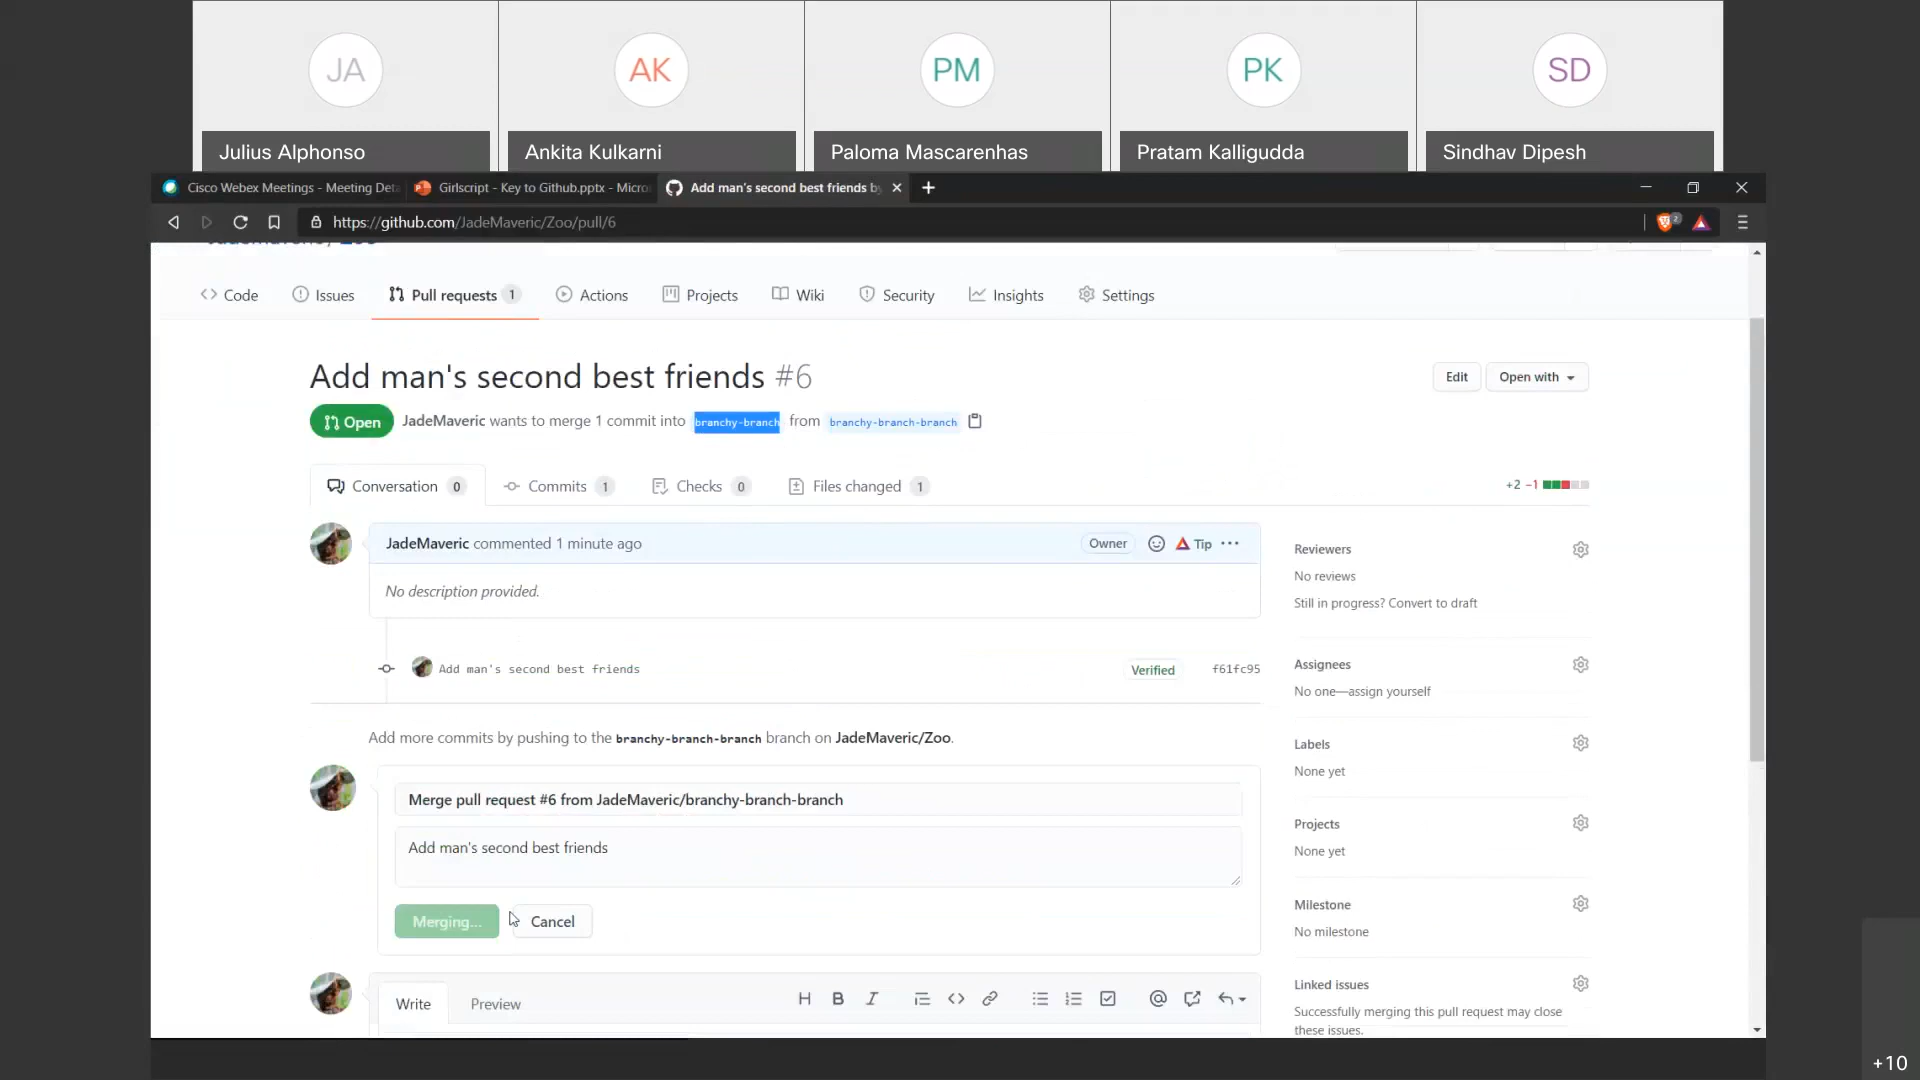 JA
AK
PM
PK
SD
Julius Alphonso
Ankita Kulkarni
Paloma Mascarenhas
Pratam Kalligudda
Sindhav Dipesh
Cisco Webex Meetings - Meeting Deta
Girlscript - Key to Github.pptx - Micro
Add man's second best friends by
https://github.com/JadeMaveric/Zoo/pull/6
2
Code
Issues
Pull requests 1
Actions
Projects
Wiki
Security
Insights
Settings
Add man's second best friends #6
Edit
Open with
Open
JadeMaveric wants to merge 1 commit into branchy-branch from branchy-branch-branch
Conversation 0
Commits 1
Checks 0
Files changed 1
+2 −1
JadeMaveric commented 1 minute ago
Owner
Tip
No description provided.
Add man's second best friends
Verified
f61fc95
Add more commits by pushing to the branchy-branch-branch branch on JadeMaveric/Zoo.
Merge pull request #6 from JadeMaveric/branchy-branch-branch
Add man's second best friends
Merging...
Cancel
Write
Preview
Reviewers
No reviews
Still in progress? Convert to draft
Assignees
No one—assign yourself
Labels
None yet
Projects
None yet
Milestone
No milestone
Linked issues
Successfully merging this pull request may close
these issues.
+10